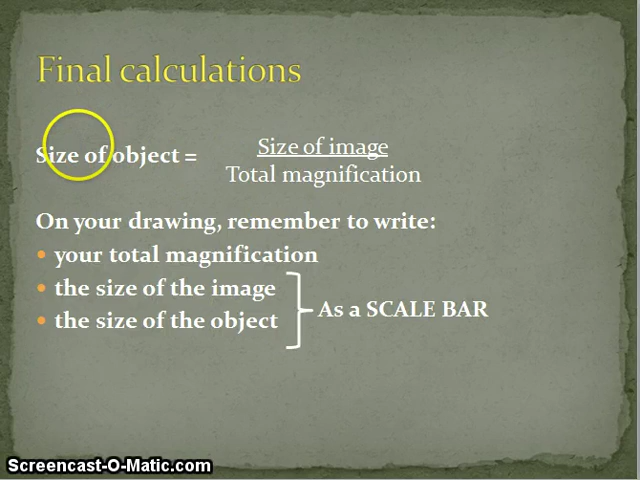 Final calculations
Size of object =
Size of image
Total magnification
On your drawing, remember to write:
• your total magnification
• the size of the image
• the size of the object
As a SCALE BAR
Screencast-O-Matic.com